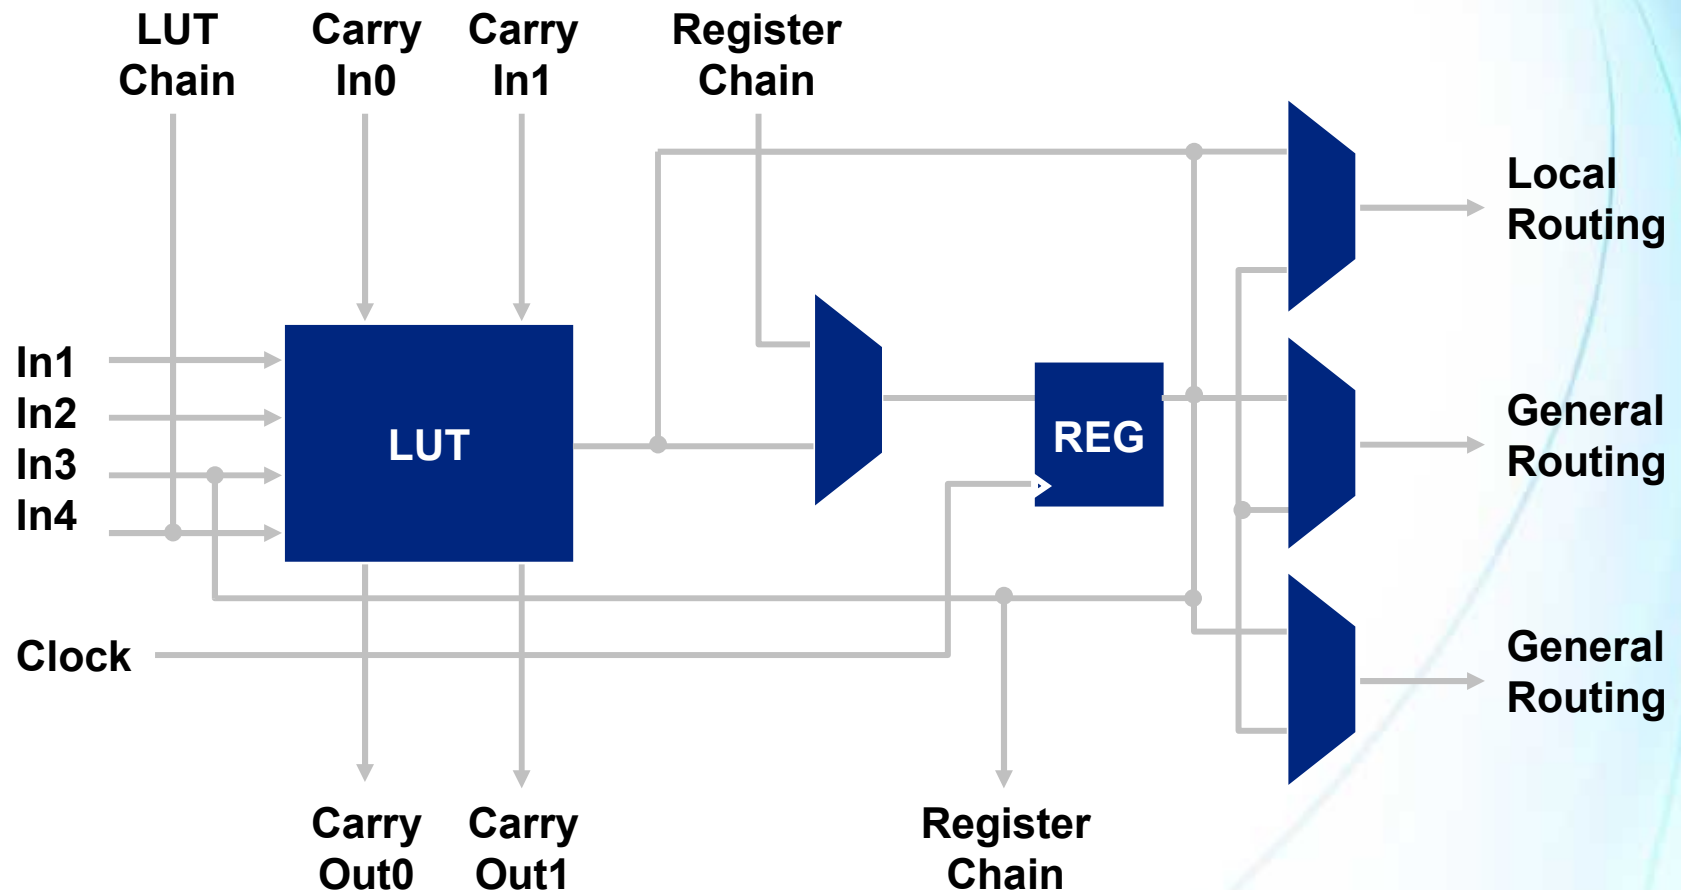 LUT
Chain
Carry
In0
Carry
In1
Register
Chain
Local
Routing
In1
In2
In3
In4
LUT
REG
General
Routing
Clock
General
Routing
Carry
Out0
Carry
Out1
Register
Chain